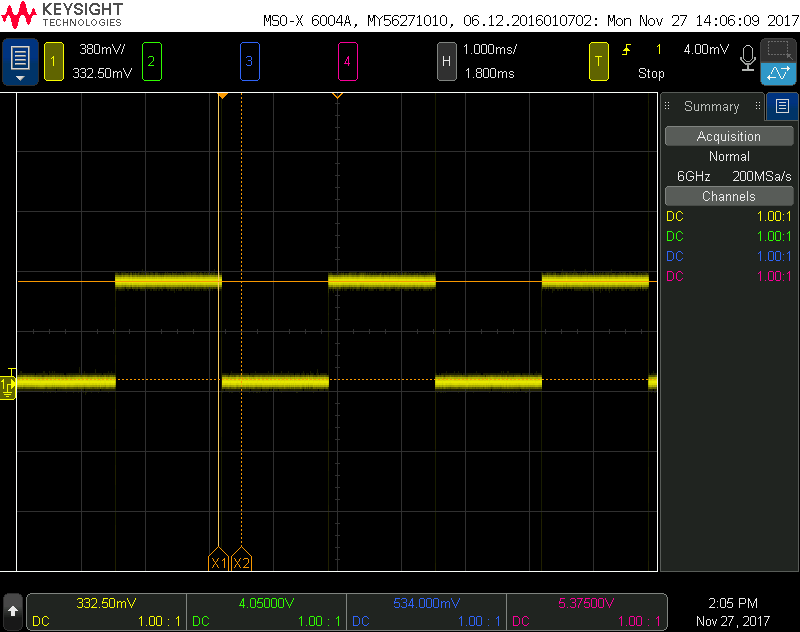 KEYSIGHT
TECHNOLOGIES
MSO-X 6004A, MY56271010, 06.12.2016010702: Mon Nov 27 14:06:09 2017
1 380mV/ 332.50mV 2 3 4 H 1.000ms/ 1.800ms T 1 4.00mV Stop
Summary
Acquisition
Normal
6GHz 200MSa/s
Channels
DC 1.00:1
DC 1.00:1
DC 1.00:1
DC 1.00:1
T
1
X1 X2
332.50mV 4.05000V 534.000mV 5.37500V 2:05 PM
DC 1.00 : 1 DC 1.00 : 1 DC 1.00 : 1 DC 1.00 : 1 Nov 27, 2017